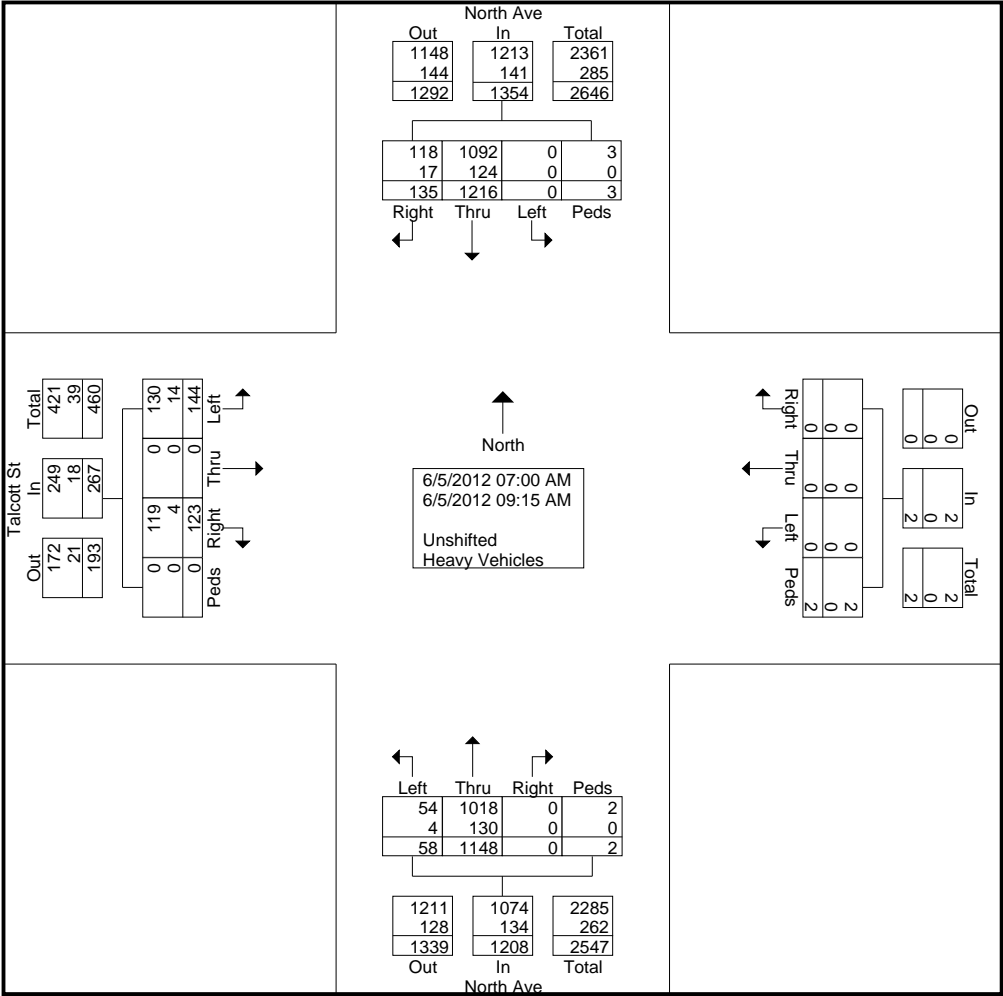 North Ave
Out In Total
1148 1213 2361
144 141 285
1292 1354 2646
118 1092 0 3
17 124 0 0
135 1216 0 3
Right Thru Left Peds
Talcott St
Total In Out
421 249 172
39 18 21
460 267 193
130 0 119 0
14 0 4 0
144 0 123 0
Left Thru Right Peds
North
6/5/2012 07:00 AM
6/5/2012 09:15 AM
Unshifted
Heavy Vehicles
Out In Total
0 2 2
0 0 0
0 2 2
0 0 0 2
0 0 0 0
0 0 0 2
Right Thru Left Peds
Left Thru Right Peds
54 1018 0 2
4 130 0 0
58 1148 0 2
1211 1074 2285
128 134 262
1339 1208 2547
Out In Total
North Ave